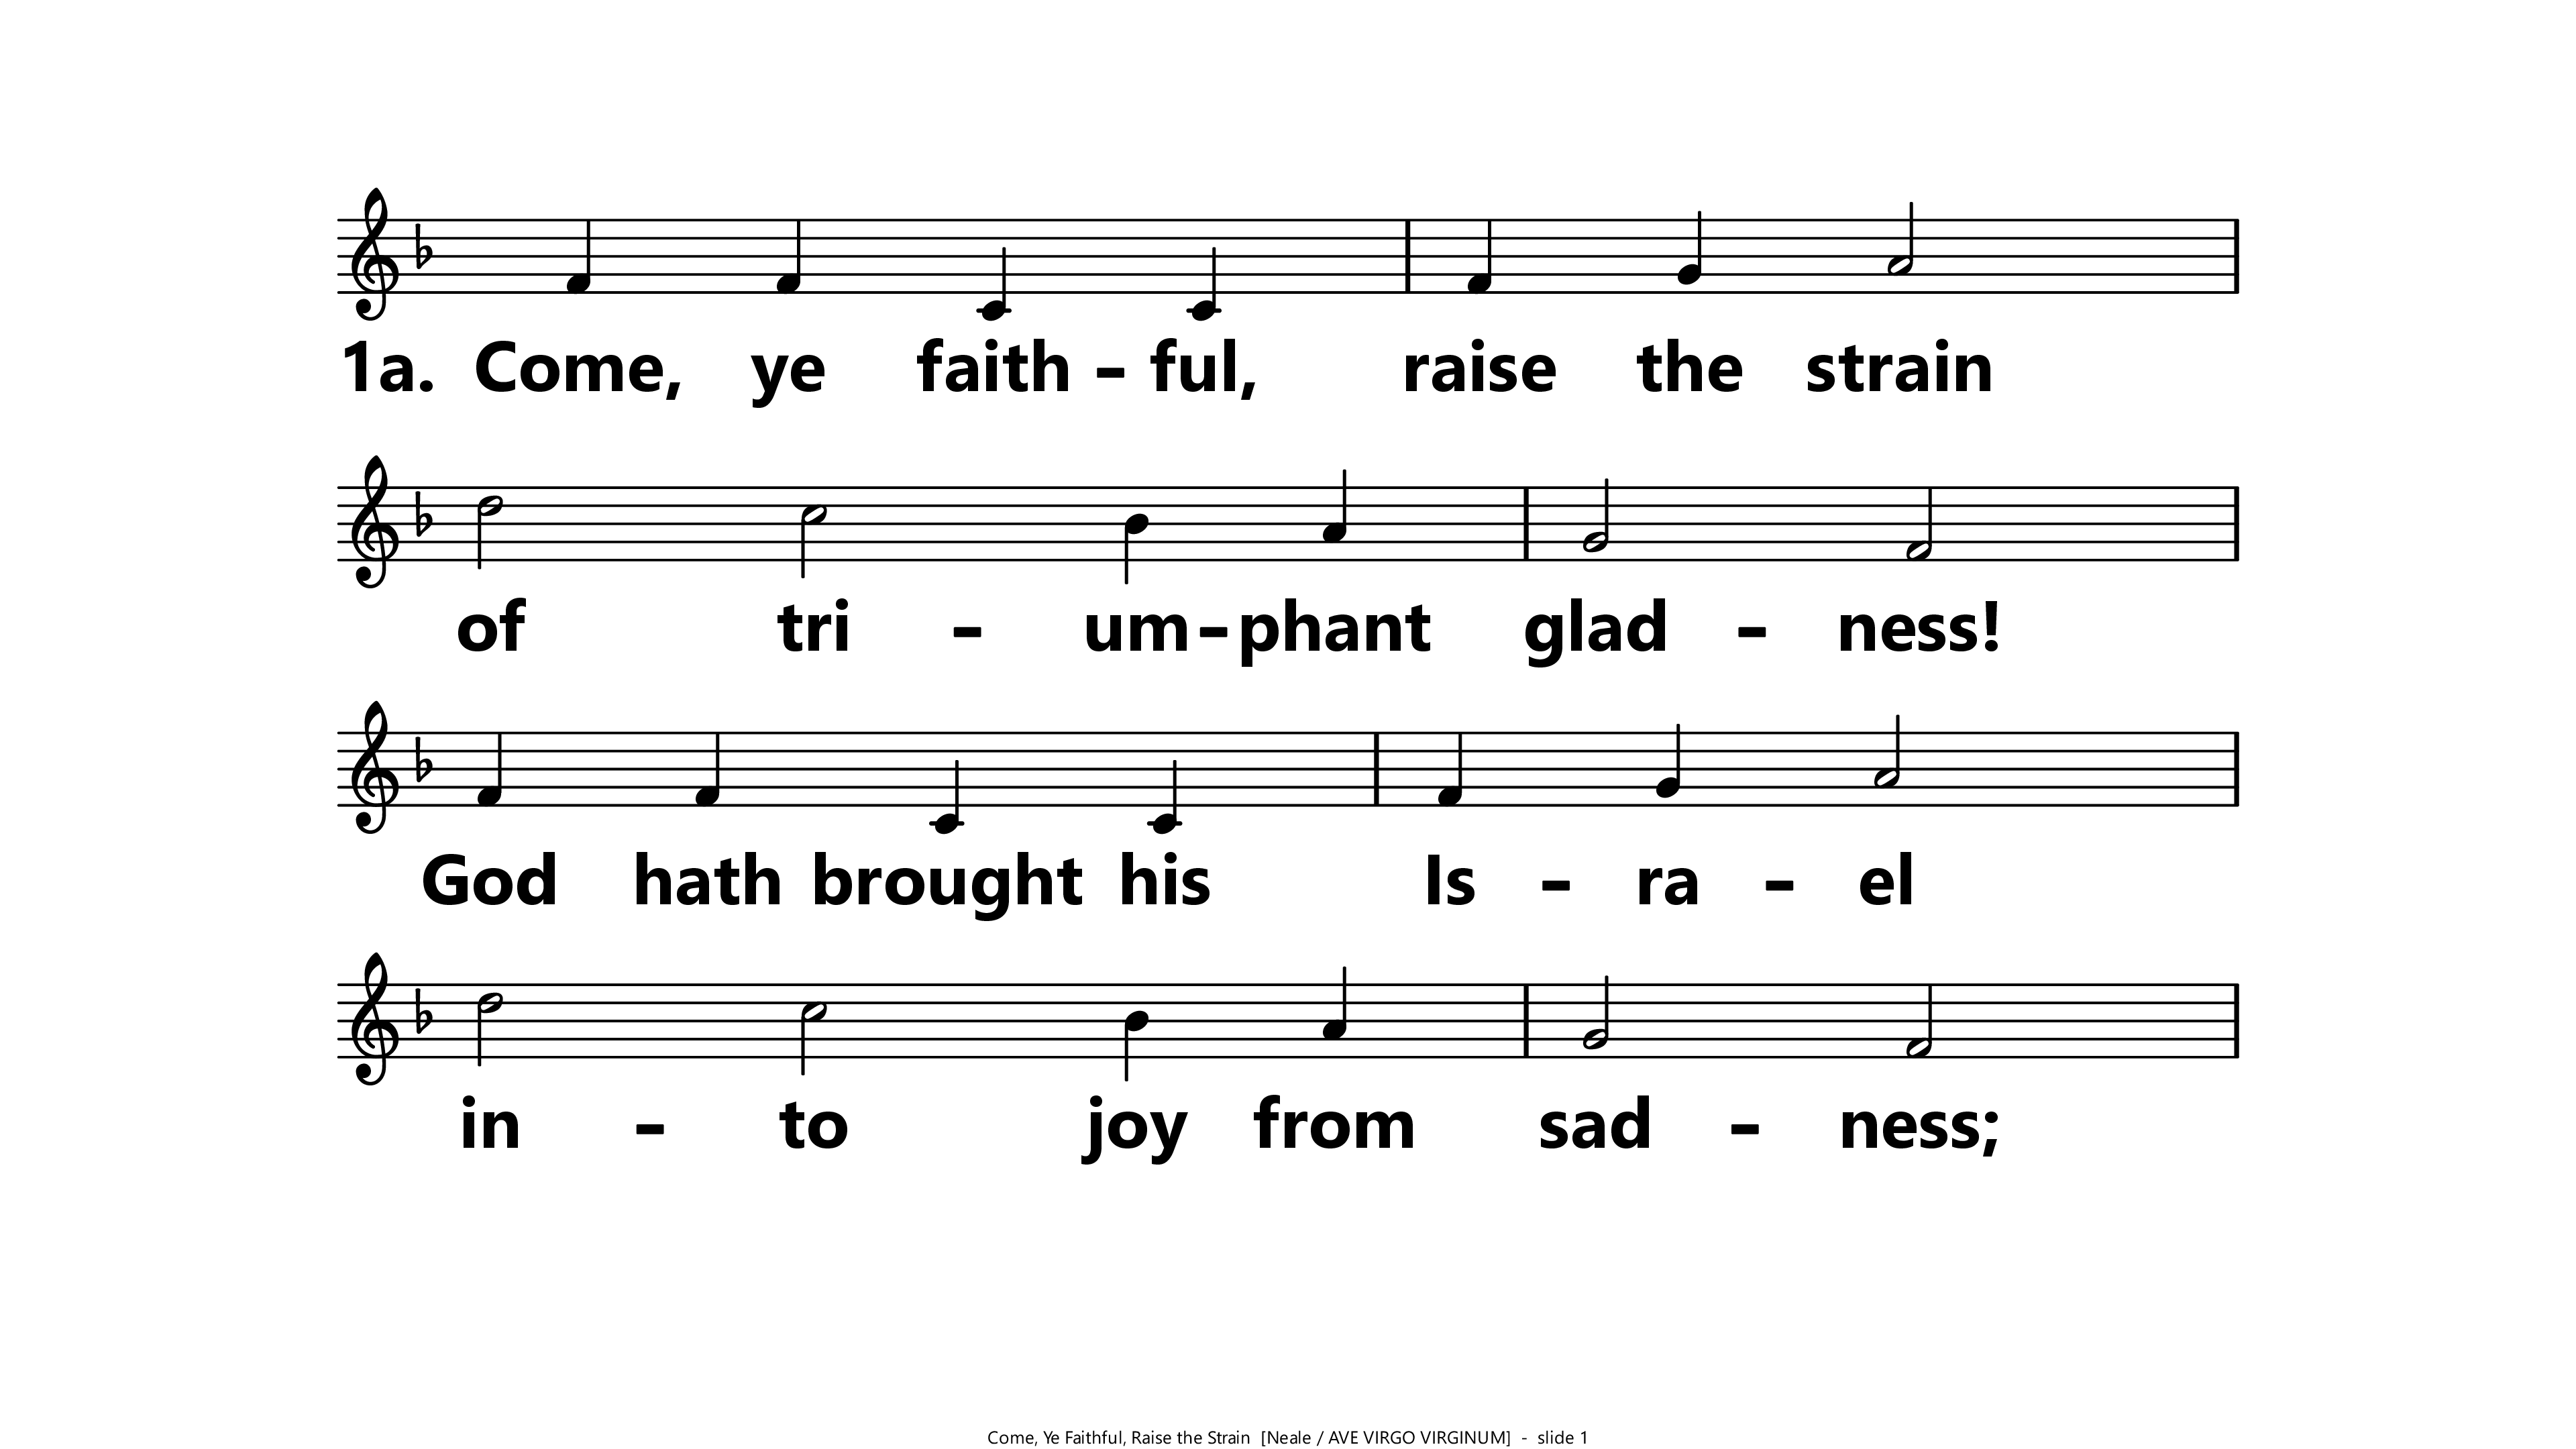 1a. Come, ye faith - ful, raise the strain
of tri - um - phant glad - ness!
God hath brought his Is - ra - el
in - to joy from sad - ness;
Come, Ye Faithful, Raise the Strain [Neale / AVE VIRGO VIRGINUM] - slide 1